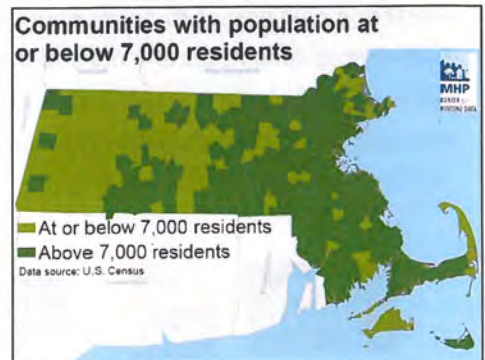 Communities with population at
or below 7,000 residents
MHP
At or below 7,000 residents
Above 7,000 residents
Data source: U.S. Census